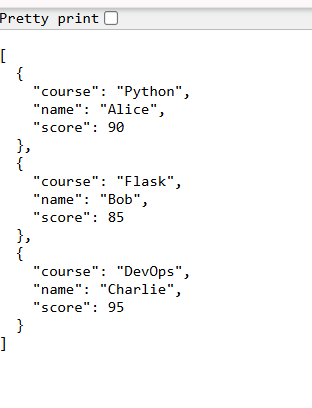 Pretty print
[
  {
    "course": "Python",
    "name": "Alice",
    "score": 90
  },
  {
    "course": "Flask",
    "name": "Bob",
    "score": 85
  },
  {
    "course": "DevOps",
    "name": "Charlie",
    "score": 95
  }
]